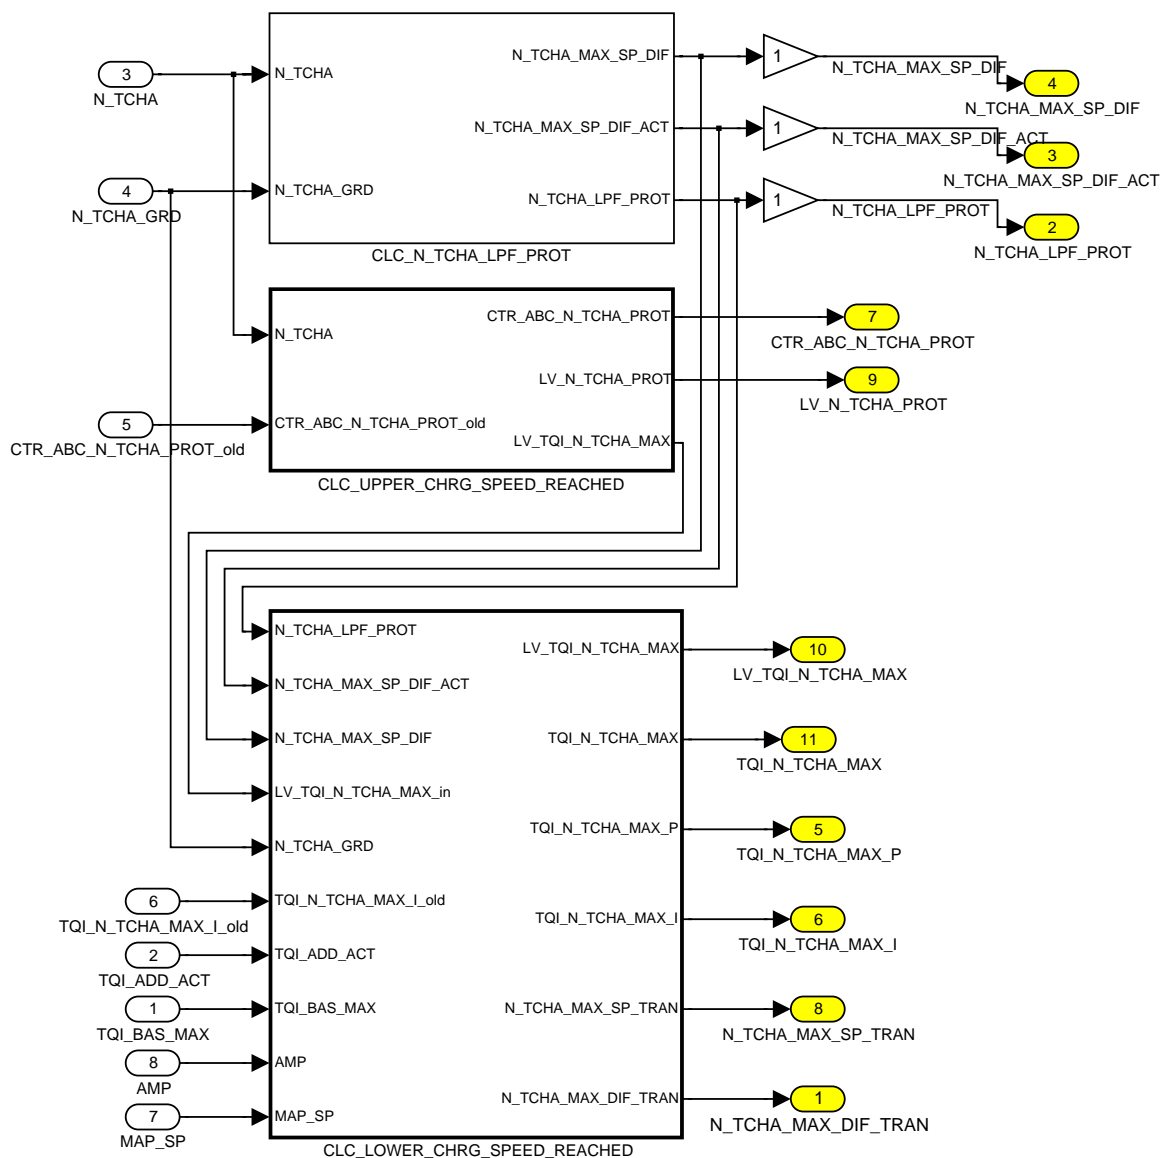 3
N_TCHA
4
N_TCHA_GRD
N_TCHA
N_TCHA_GRD
N_TCHA_MAX_SP_DIF
N_TCHA_MAX_SP_DIF_ACT
N_TCHA_LPF_PROT
CLC_N_TCHA_LPF_PROT
1
N_TCHA_MAX_SP_DIF
4
N_TCHA_MAX_SP_DIF
1
N_TCHA_MAX_SP_DIF_ACT
3
N_TCHA_MAX_SP_DIF_ACT
1
N_TCHA_LPF_PROT
2
N_TCHA_LPF_PROT
5
CTR_ABC_N_TCHA_PROT_old
N_TCHA
CTR_ABC_N_TCHA_PROT_old
CTR_ABC_N_TCHA_PROT
LV_N_TCHA_PROT
LV_TQI_N_TCHA_MAX
CLC_UPPER_CHRG_SPEED_REACHED
7
CTR_ABC_N_TCHA_PROT
9
LV_N_TCHA_PROT
6
TQI_N_TCHA_MAX_I_old
2
TQI_ADD_ACT
1
TQI_BAS_MAX
8
AMP
7
MAP_SP
N_TCHA_LPF_PROT
N_TCHA_MAX_SP_DIF_ACT
N_TCHA_MAX_SP_DIF
LV_TQI_N_TCHA_MAX_in
N_TCHA_GRD
TQI_N_TCHA_MAX_I_old
TQI_ADD_ACT
TQI_BAS_MAX
AMP
MAP_SP
LV_TQI_N_TCHA_MAX
TQI_N_TCHA_MAX
TQI_N_TCHA_MAX_P
TQI_N_TCHA_MAX_I
N_TCHA_MAX_SP_TRAN
N_TCHA_MAX_DIF_TRAN
CLC_LOWER_CHRG_SPEED_REACHED
10
LV_TQI_N_TCHA_MAX
11
TQI_N_TCHA_MAX
5
TQI_N_TCHA_MAX_P
6
TQI_N_TCHA_MAX_I
8
N_TCHA_MAX_SP_TRAN
1
N_TCHA_MAX_DIF_TRAN